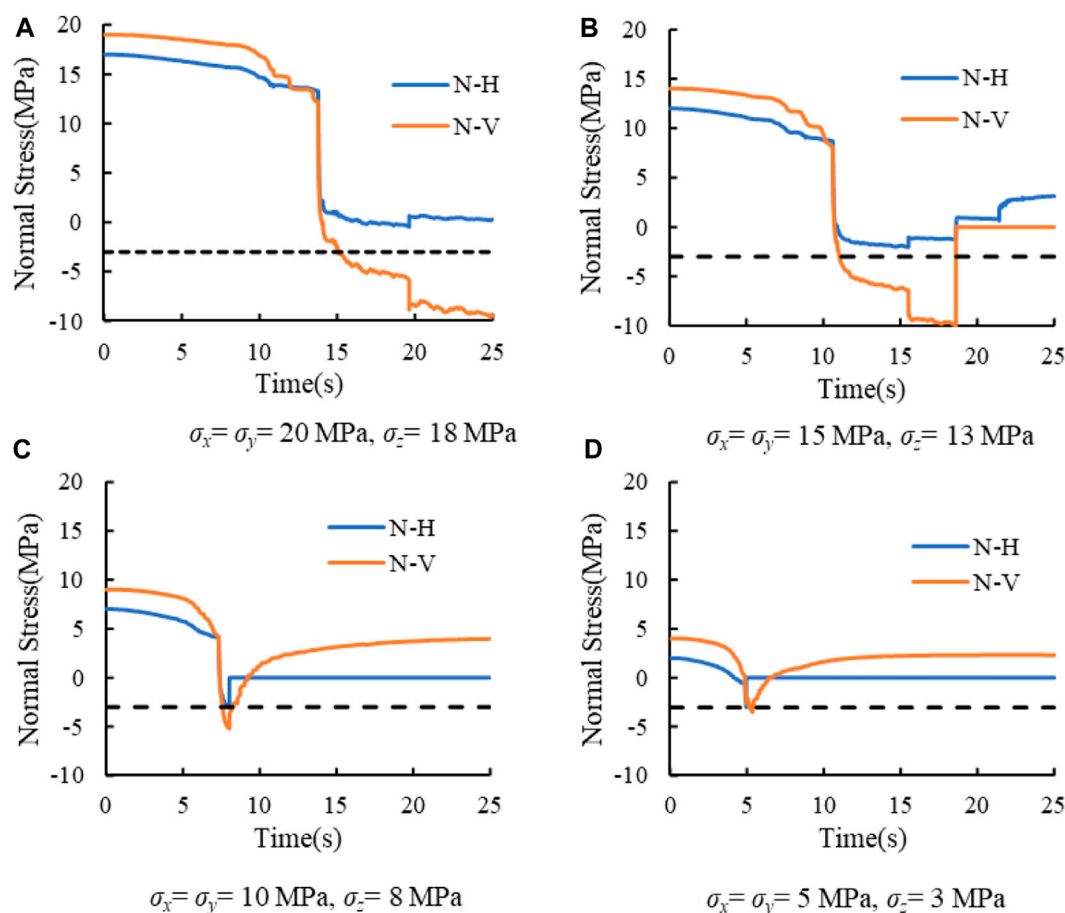 A
Normal Stress(MPa)
20
15
10
5
0
-5
-10
N-H
N-V
0 5 10 15 20 25
Time(s)
σx= σy= 20 MPa, σz= 18 MPa
B
Normal Stress(MPa)
20
15
10
5
0
-5
-10
N-H
N-V
0 5 10 15 20 25
Time(s)
σx= σy= 15 MPa, σz= 13 MPa
C
Normal Stress(MPa)
20
15
10
5
0
-5
-10
N-H
N-V
0 5 10 15 20 25
Time(s)
σx= σy= 10 MPa, σz= 8 MPa
D
Normal Stress(MPa)
20
15
10
5
0
-5
-10
N-H
N-V
0 5 10 15 20 25
Time(s)
σx= σy= 5 MPa, σz= 3 MPa